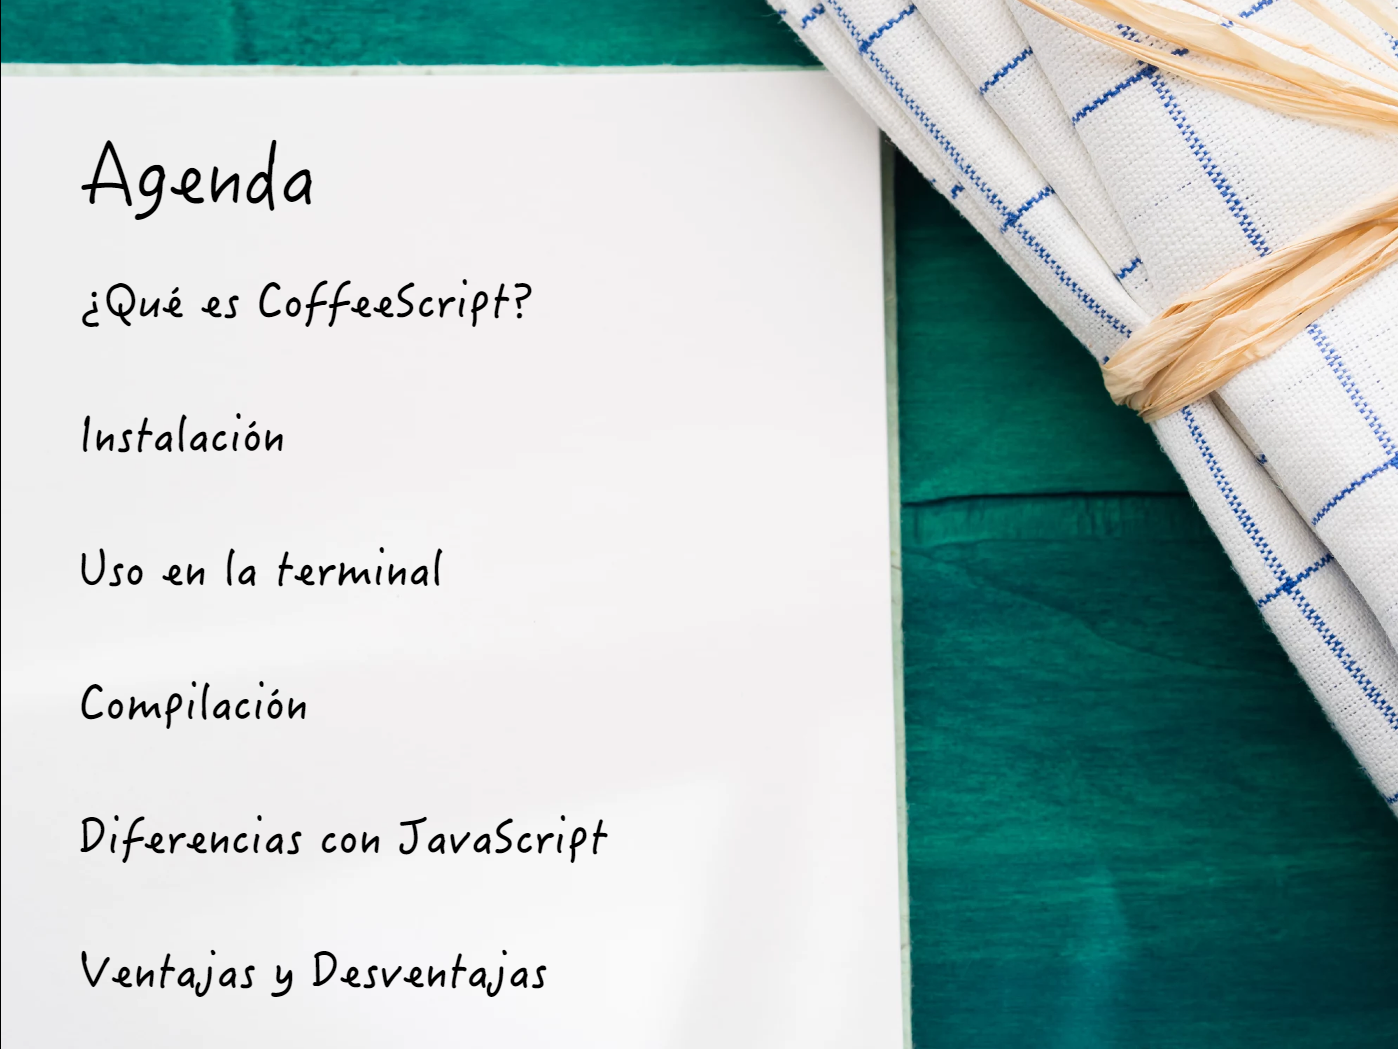 Agenda
¿Qué es CoffeeScript?
Instalación
Uso en la terminal
Compilación
Diferencias con JavaScript
Ventajas y Desventajas